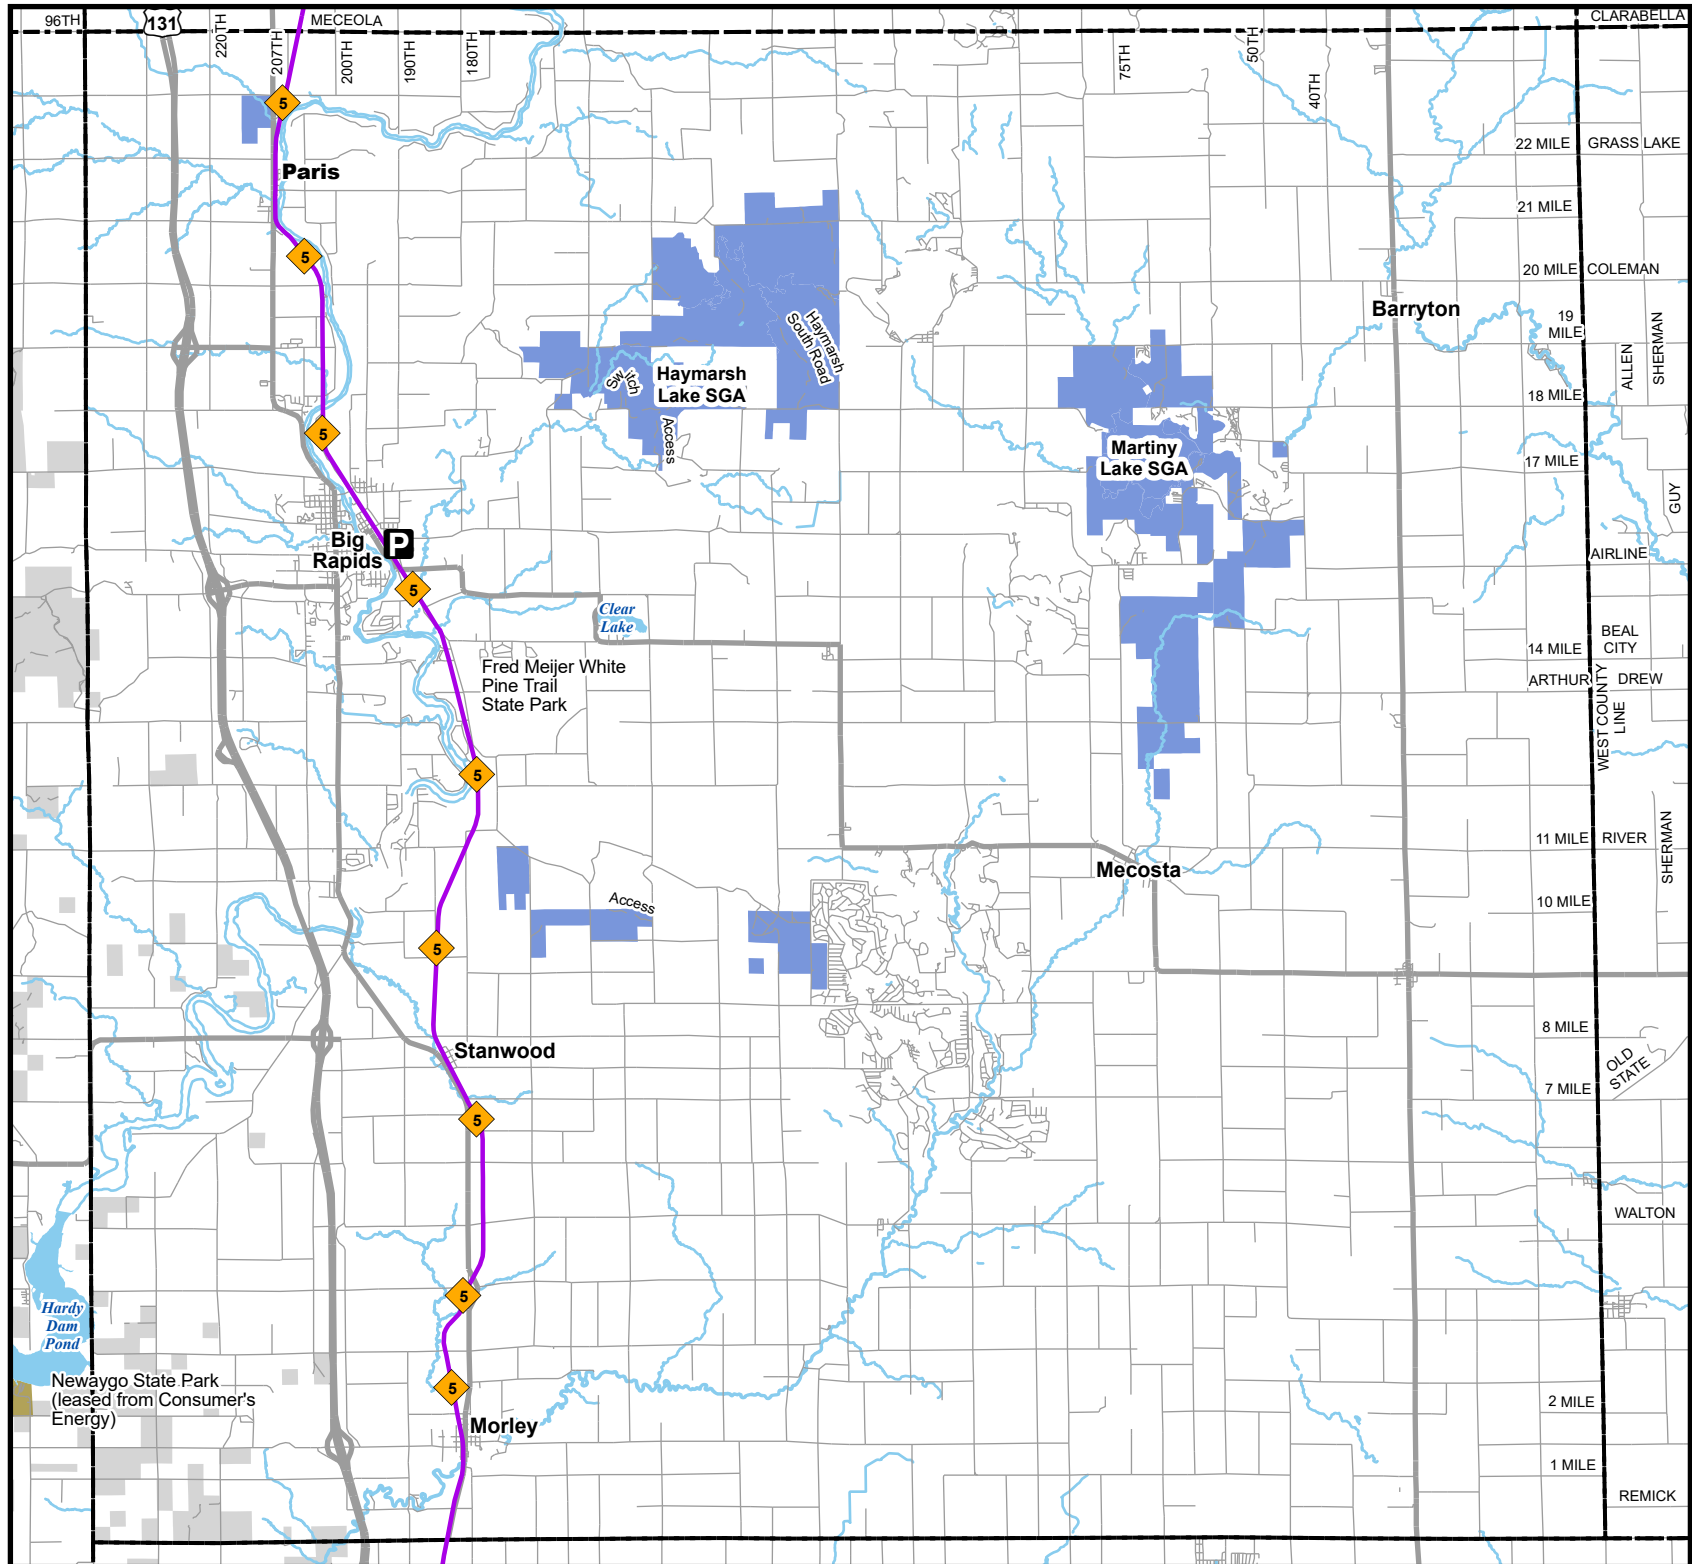 96TH
131
MECEOLA
CLARABELLA
220TH
207TH
200TH
190TH
180TH
75TH
50TH
40TH
5
Paris
22 MILE
GRASS LAKE
21 MILE
5
20 MILE
COLEMAN
Barryton
19
MILE
SHERMAN
ALLEN
Haymarsh
South Road
Haymarsh
Lake SGA
Switch
Access
18 MILE
5
Martiny
Lake SGA
17 MILE
GUY
Big
Rapids
P
AIRLINE
5
Clear
Lake
14 MILE
BEAL
CITY
Fred Meijer White
Pine Trail
State Park
ARTHUR
DREW
WEST COUNTY
LINE
5
11 MILE
RIVER
SHERMAN
Mecosta
10 MILE
Access
5
8 MILE
Stanwood
OLD
STATE
7 MILE
5
WALTON
5
Hardy
Dam
Pond
Newaygo State Park
(leased from Consumer's
Energy)
5
2 MILE
Morley
1 MILE
REMICK